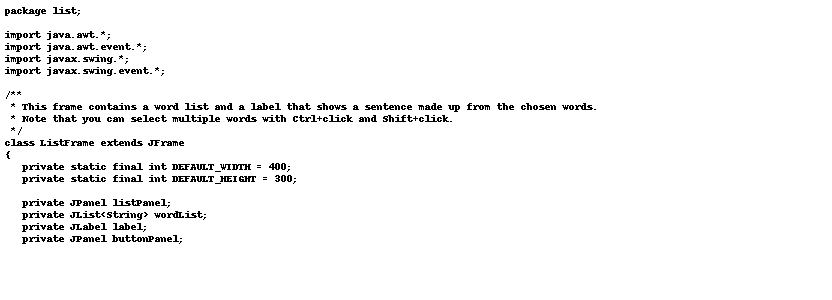 package list;

import java.awt.*;
import java.awt.event.*;
import javax.swing.*;
import javax.swing.event.*;

/**
 * This frame contains a word list and a label that shows a sentence made up from the chosen words.
 * Note that you can select multiple words with Ctrl+click and Shift+click.
 */
class ListFrame extends JFrame
{
   private static final int DEFAULT_WIDTH = 400;
   private static final int DEFAULT_HEIGHT = 300;

   private JPanel listPanel;
   private JList<String> wordList;
   private JLabel label;
   private JPanel buttonPanel;